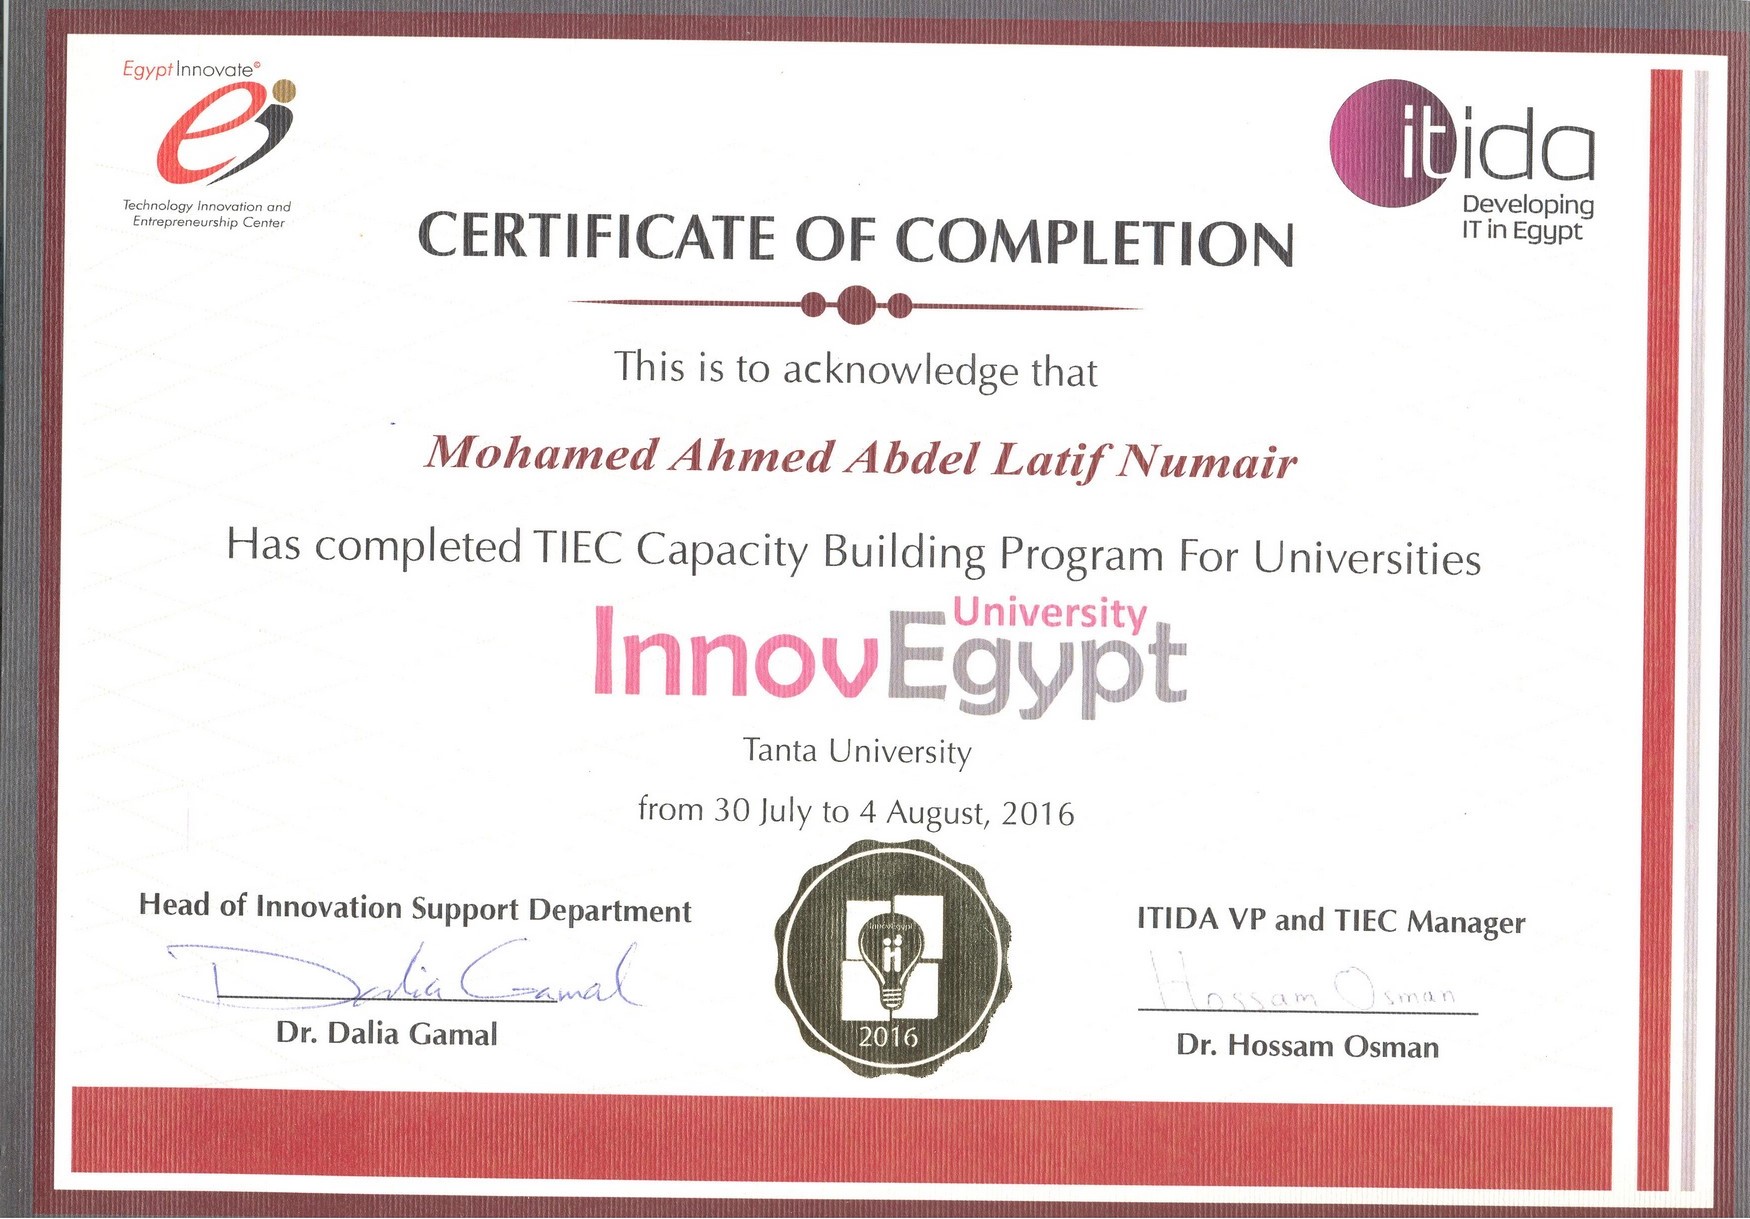 Egypt Innovate©
Technology Innovation and
Entrepreneurship Center
itida
Developing
IT in Egypt
CERTIFICATE OF COMPLETION
This is to acknowledge that
Mohamed Ahmed Abdel Latif Numair
Has completed TIEC Capacity Building Program For Universities
University
InnovEgypt
Tanta University
from 30 July to 4 August, 2016
Head of Innovation Support Department
Dalia Gamal
Dr. Dalia Gamal
InnovEgypt
2016
ITIDA VP and TIEC Manager
Hossam Osman
Dr. Hossam Osman